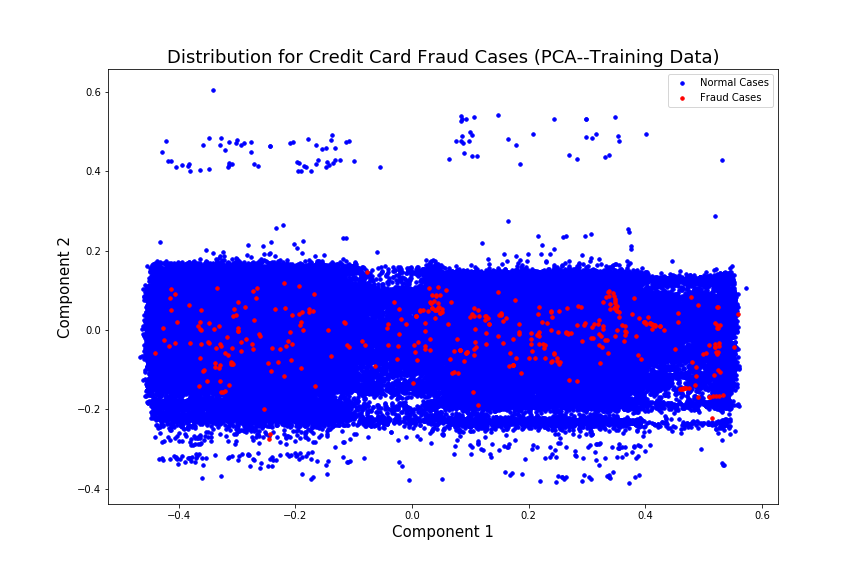 Distribution for Credit Card Fraud Cases (PCA--Training Data)
Normal Cases
Fraud Cases
Component 2
0.6
0.4
0.2
0.0
−0.2
−0.4
−0.4
−0.2
0.0
0.2
0.4
0.6
Component 1